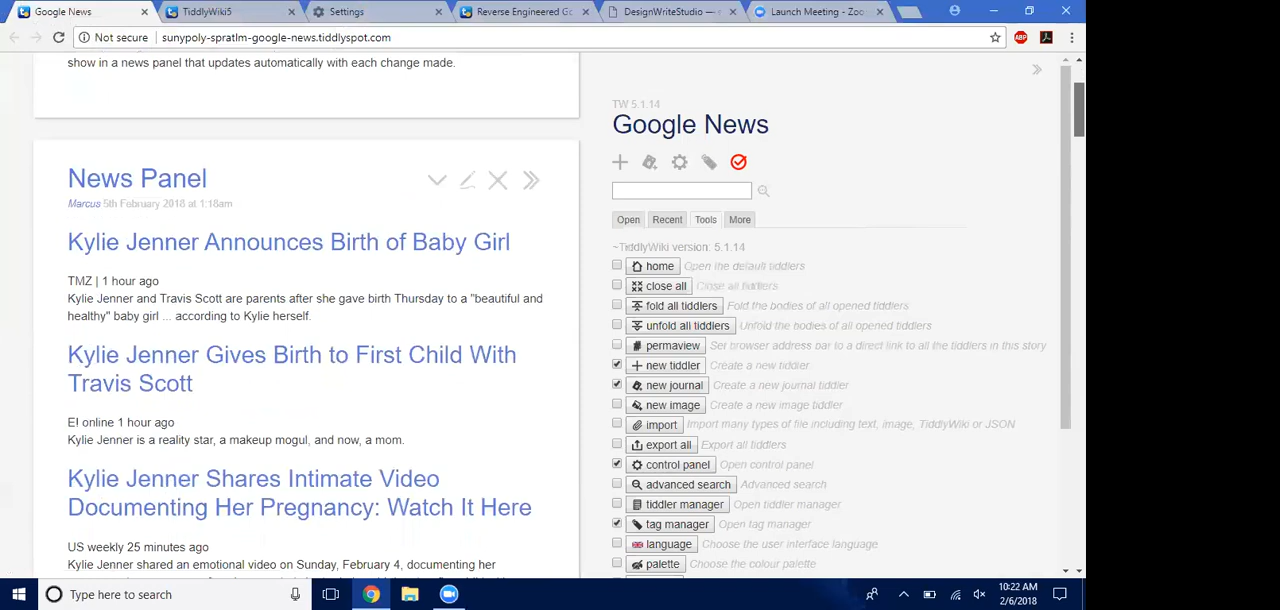 Google News
TiddlyWiki5
Settings
Reverse Engineered Go
DesignWriteStudio —
Launch Meeting - Zoo
Not secure
sunypoly-spratlm-google-news.tiddlyspot.com
ABP
show in a news panel that updates automatically with each change made.
News Panel
Marcus 5th February 2018 at 1:18am
Kylie Jenner Announces Birth of Baby Girl
TMZ | 1 hour ago
Kylie Jenner and Travis Scott are parents after she gave birth Thursday to a "beautiful and
healthy" baby girl ... according to Kylie herself.
Kylie Jenner Gives Birth to First Child With
Travis Scott
E! online 1 hour ago
Kylie Jenner is a reality star, a makeup mogul, and now, a mom.
Kylie Jenner Shares Intimate Video
Documenting Her Pregnancy: Watch It Here
US weekly 25 minutes ago
Kylie Jenner shared an emotional video on Sunday, February 4, documenting her
TW 5.1.14
Google News
Open
Recent
Tools
More
~TiddlyWiki version: 5.1.14
home Open the default tiddlers
close all Close all tiddlers
fold all tiddlers Fold the bodies of all opened tiddlers
unfold all tiddlers Unfold the bodies of all opened tiddlers
permaview Set browser address bar to a direct link to all the tiddlers in this story
new tiddler Create a new tiddler
new journal Create a new journal tiddler
new image Create a new image tiddler
import Import many types of file including text, image, TiddlyWiki or JSON
export all Export all tiddlers
control panel Open control panel
advanced search Advanced search
tiddler manager Open tiddler manager
tag manager Open tag manager
language Choose the user interface language
palette Choose the colour palette
Type here to search
10:22 AM
2/6/2018